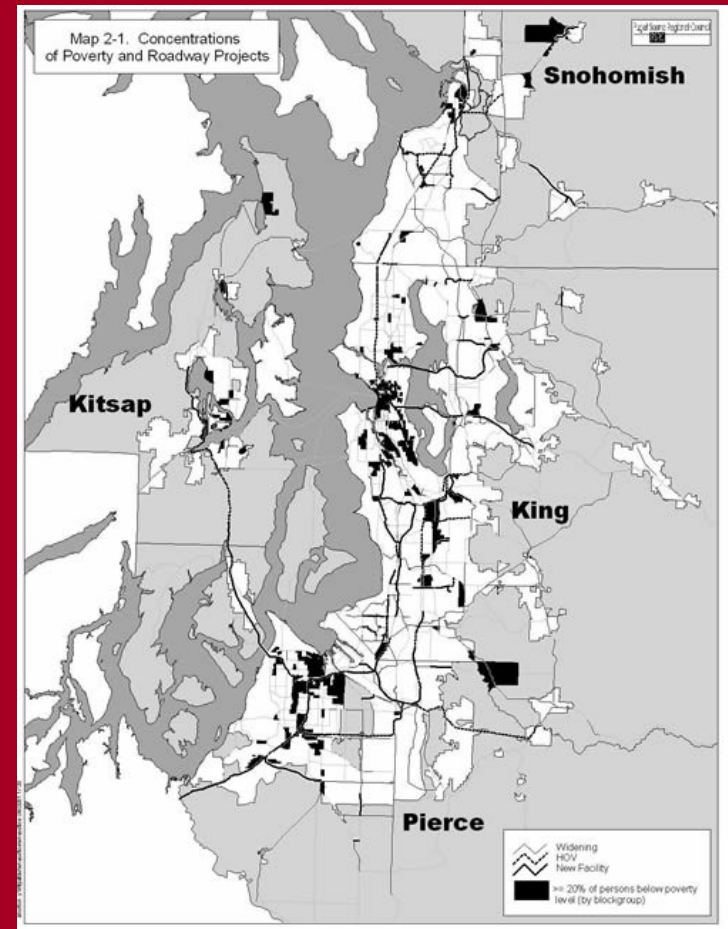 Map 2-1. Concentrations
of Poverty and Roadway Projects
Puget Sound Regional Council
PSRC
Snohomish
Kitsap
King
Pierce
Widening
HOV
New Facility
>= 20% of persons below poverty
level (by blockgroup)